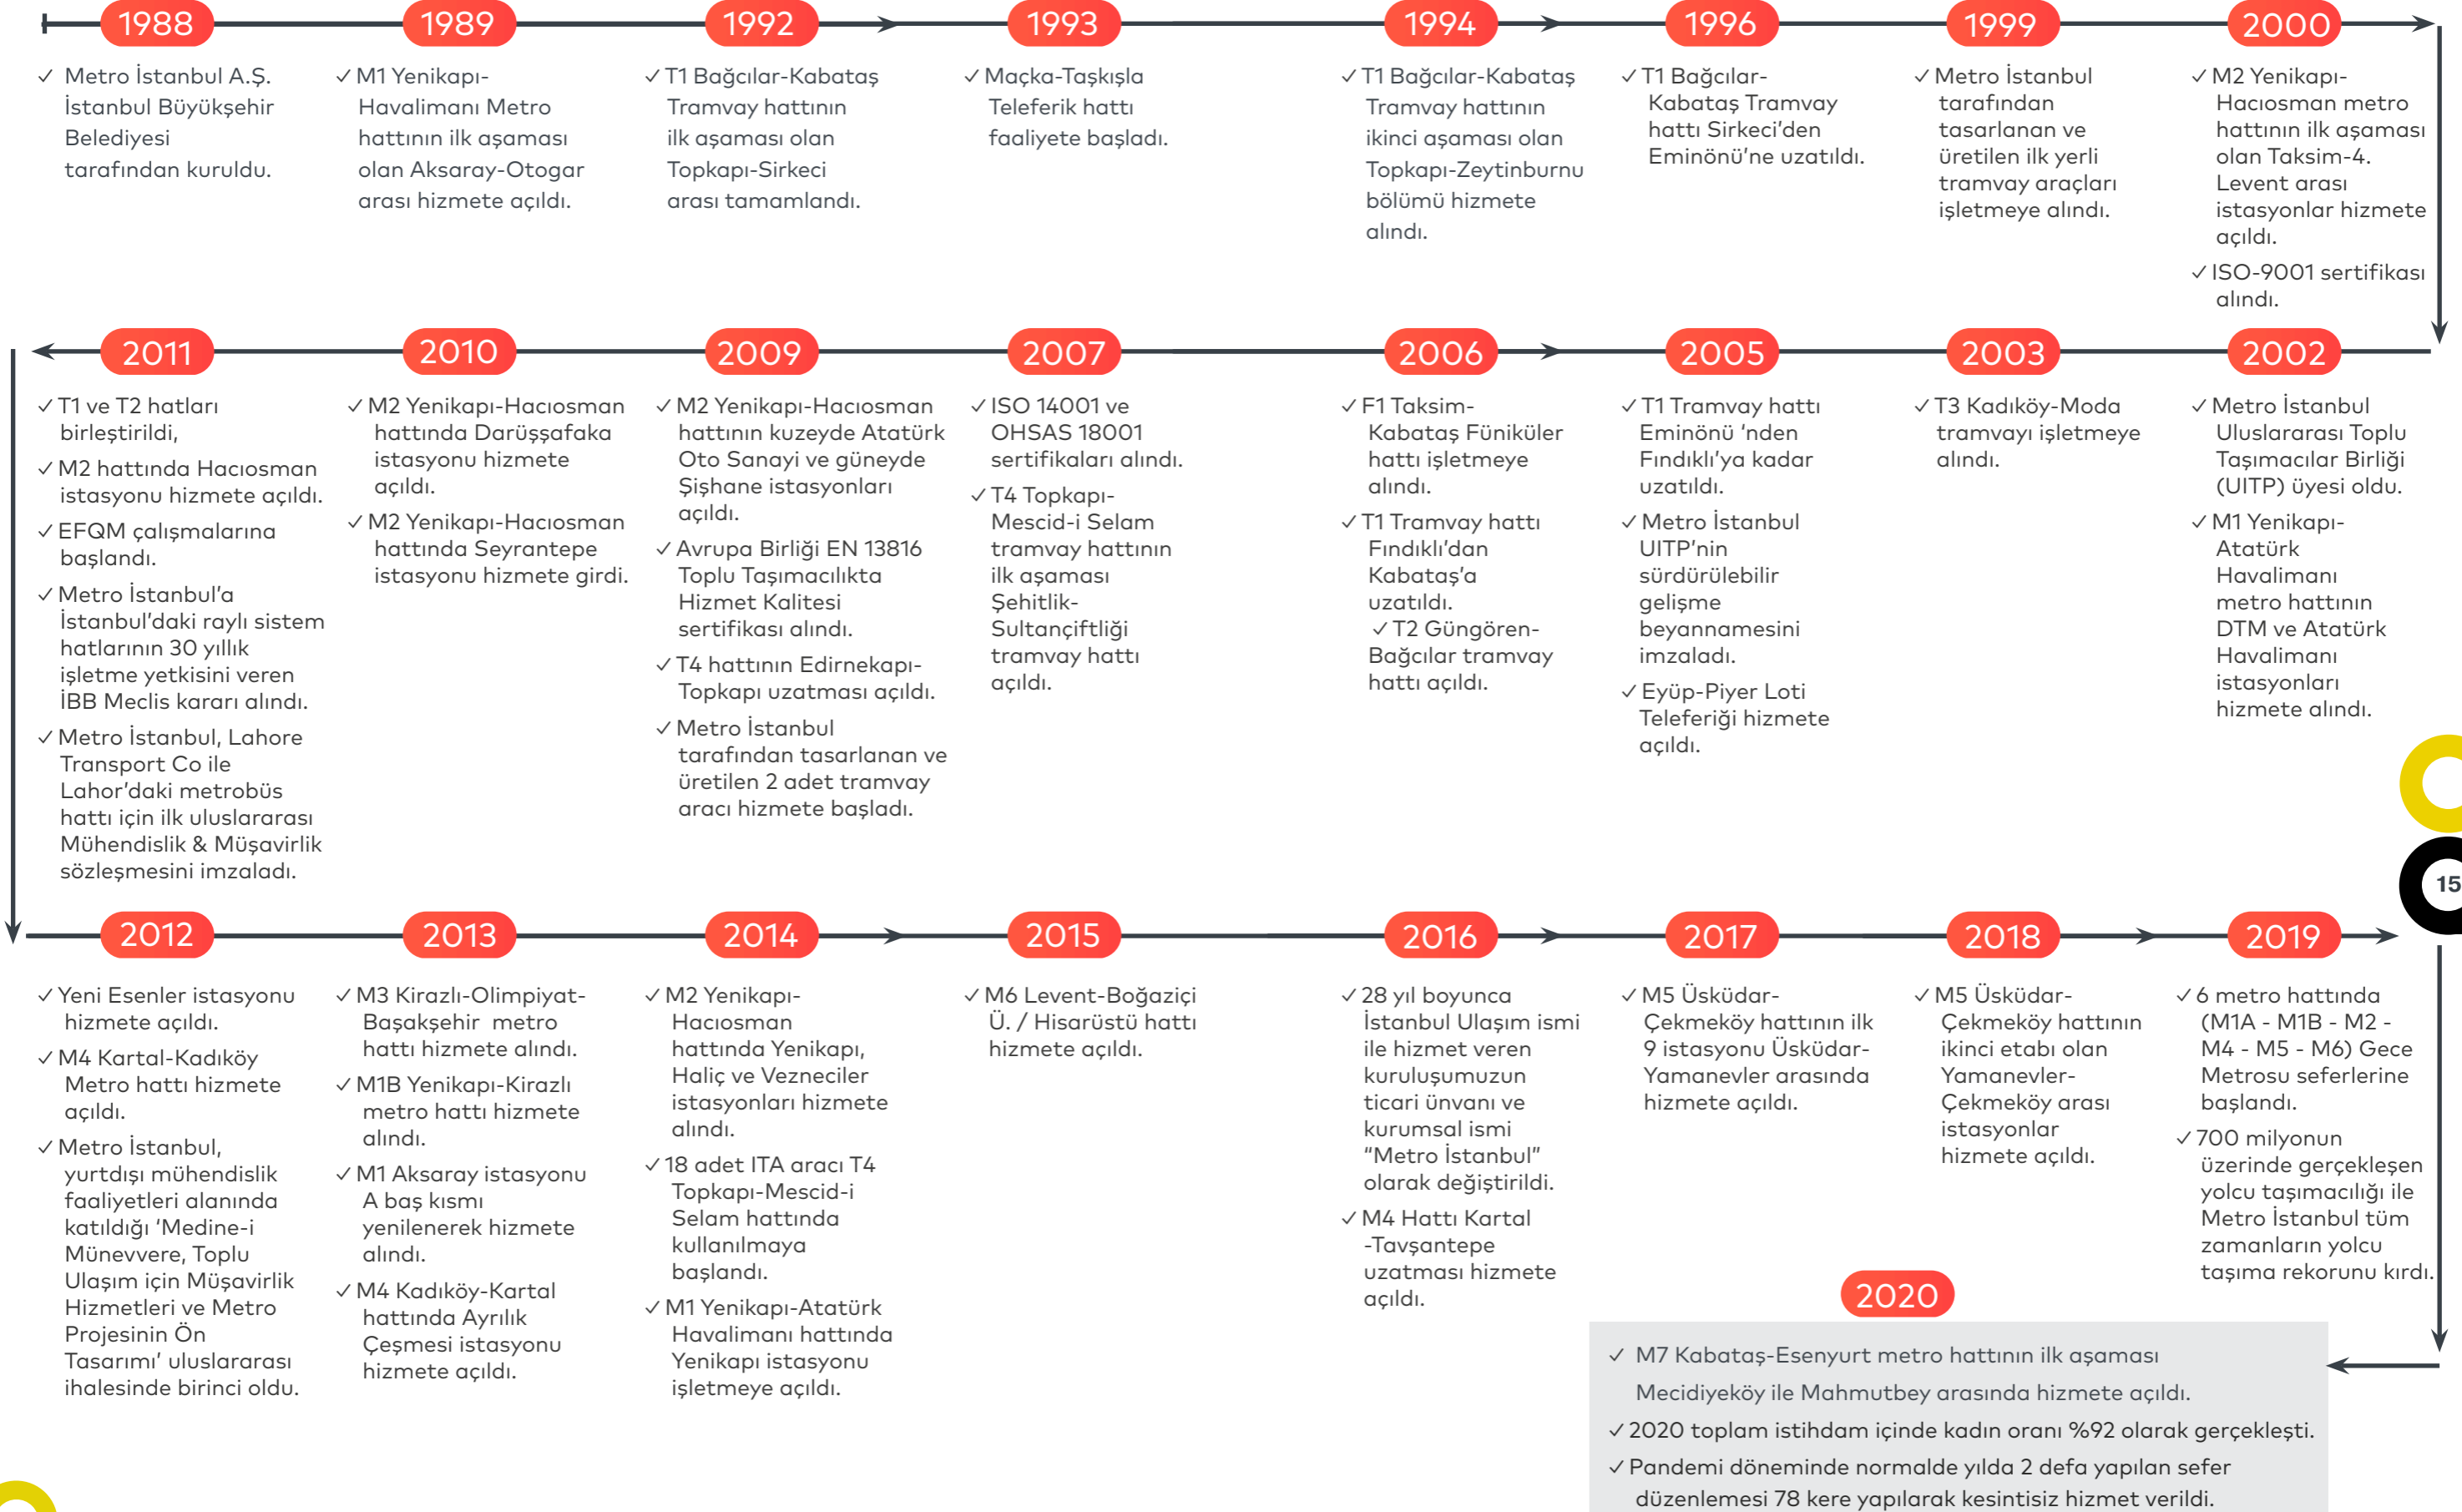 1988
✓ Metro İstanbul A.Ş.
İstanbul Büyükşehir
Belediyesi
tarafından kuruldu.
1989
✓ M1 Yenikapı-
Havalimanı Metro
hattının ilk aşaması
olan Aksaray-Otogar
arası hizmete açıldı.
1992
✓ T1 Bağcılar-Kabataş
Tramvay hattının
ilk aşaması olan
Topkapı-Sirkeci
arası tamamlandı.
1993
✓ Maçka-Taşkışla
Teleferik hattı
faaliyete başladı.
1994
✓ T1 Bağcılar-Kabataş
Tramvay hattının
ikinci aşaması olan
Topkapı-Zeytinburnu
bölümü hizmete
alındı.
1996
✓ T1 Bağcılar-
Kabataş Tramvay
hattı Sirkeci’den
Eminönü’ne uzatıldı.
1999
✓ Metro İstanbul
tarafından
tasarlanan ve
üretilen ilk yerli
tramvay araçları
işletmeye alındı.
2000
✓ M2 Yenikapı-
Hacıosman metro
hattının ilk aşaması
olan Taksim-4.
Levent arası
istasyonlar hizmete
açıldı.
✓ ISO-9001 sertifikası
alındı.
2011
✓ T1 ve T2 hatları
birleştirildi,
✓ M2 hattında Hacıosman
istasyonu hizmete açıldı.
✓ EFQM çalışmalarına
başlandı.
✓ Metro İstanbul’a
İstanbul’daki raylı sistem
hatlarının 30 yıllık
işletme yetkisini veren
İBB Meclis kararı alındı.
✓ Metro İstanbul, Lahore
Transport Co ile
Lahor’daki metrobüs
hattı için ilk uluslararası
Mühendislik & Müşavirlik
sözleşmesini imzaladı.
2010
✓ M2 Yenikapı-Hacıosman
hattında Darüşşafaka
istasyonu hizmete
açıldı.
✓ M2 Yenikapı-Hacıosman
hattında Seyrantepe
istasyonu hizmete girdi.
2009
✓ M2 Yenikapı-Hacıosman
hattının kuzeyde Atatürk
Oto Sanayi ve güneyde
Şişhane istasyonları
açıldı.
✓ Avrupa Birliği EN 13816
Toplu Taşımacılıkta
Hizmet Kalitesi
sertifikası alındı.
✓ T4 hattının Edirnekapı-
Topkapı uzatması açıldı.
✓ Metro İstanbul
tarafından tasarlanan ve
üretilen 2 adet tramvay
aracı hizmete başladı.
2007
✓ ISO 14001 ve
OHSAS 18001
sertifikaları alındı.
✓ T4 Topkapı-
Mescid-i Selam
tramvay hattının
ilk aşaması
Şehitlik-
Sultançiftliği
tramvay hattı
açıldı.
2006
✓ F1 Taksim-
Kabataş Füniküler
hattı işletmeye
alındı.
✓ T1 Tramvay hattı
Fındıklı’dan
Kabataş’a
uzatıldı.
✓ T2 Güngören-
Bağcılar tramvay
hattı açıldı.
2005
✓ T1 Tramvay hattı
Eminönü ‘nden
Fındıklı’ya kadar
uzatıldı.
✓ Metro İstanbul
UITP’nin
sürdürülebilir
gelişme
beyannamesini
imzaladı.
✓ Eyüp-Piyer Loti
Teleferiği hizmete
açıldı.
2003
✓ T3 Kadıköy-Moda
tramvayı işletmeye
alındı.
2002
✓ Metro İstanbul
Uluslararası Toplu
Taşımacılar Birliği
(UITP) üyesi oldu.
✓ M1 Yenikapı-
Atatürk
Havalimanı
metro hattının
DTM ve Atatürk
Havalimanı
istasyonları
hizmete alındı.
15
2012
✓ Yeni Esenler istasyonu
hizmete açıldı.
✓ M4 Kartal-Kadıköy
Metro hattı hizmete
açıldı.
✓ Metro İstanbul,
yurtdışı mühendislik
faaliyetleri alanında
katıldığı ‘Medine-i
Münevvere, Toplu
Ulaşım için Müşavirlik
Hizmetleri ve Metro
Projesinin Ön
Tasarımı’ uluslararası
ihalesinde birinci oldu.
2013
✓ M3 Kirazlı-Olimpiyat-
Başakşehir metro
hattı hizmete alındı.
✓ M1B Yenikapı-Kirazlı
metro hattı hizmete
alındı.
✓ M1 Aksaray istasyonu
A baş kısmı
yenilenerek hizmete
alındı.
✓ M4 Kadıköy-Kartal
hattında Ayrılık
Çeşmesi istasyonu
hizmete açıldı.
2014
✓ M2 Yenikapı-
Hacıosman
hattında Yenikapı,
Haliç ve Vezneciler
istasyonları hizmete
alındı.
✓ 18 adet ITA aracı T4
Topkapı-Mescid-i
Selam hattında
kullanılmaya
başlandı.
✓ M1 Yenikapı-Atatürk
Havalimanı hattında
Yenikapı istasyonu
işletmeye açıldı.
2015
✓ M6 Levent-Boğaziçi
Ü. / Hisarüstü hattı
hizmete açıldı.
2016
✓ 28 yıl boyunca
İstanbul Ulaşım ismi
ile hizmet veren
kuruluşumuzun
ticari ünvanı ve
kurumsal ismi
“Metro İstanbul”
olarak değiştirildi.
✓ M4 Hattı Kartal
-Tavşantepe
uzatması hizmete
açıldı.
2017
✓ M5 Üsküdar-
Çekmeköy hattının ilk
9 istasyonu Üsküdar-
Yamanevler arasında
hizmete açıldı.
2018
✓ M5 Üsküdar-
Çekmeköy hattının
ikinci etabı olan
Yamanevler-
Çekmeköy arası
istasyonlar
hizmete açıldı.
2019
✓ 6 metro hattında
(M1A - M1B - M2 -
M4 - M5 - M6) Gece
Metrosu seferlerine
başlandı.
✓ 700 milyonun
üzerinde gerçekleşen
yolcu taşımacılığı ile
Metro İstanbul tüm
zamanların yolcu
taşıma rekorunu kırdı.
2020
✓ M7 Kabataş-Esenyurt metro hattının ilk aşaması
Mecidiyeköy ile Mahmutbey arasında hizmete açıldı.
✓ 2020 toplam istihdam içinde kadın oranı %92 olarak gerçekleşti.
✓ Pandemi döneminde normalde yılda 2 defa yapılan sefer
düzenlemesi 78 kere yapılarak kesintisiz hizmet verildi.